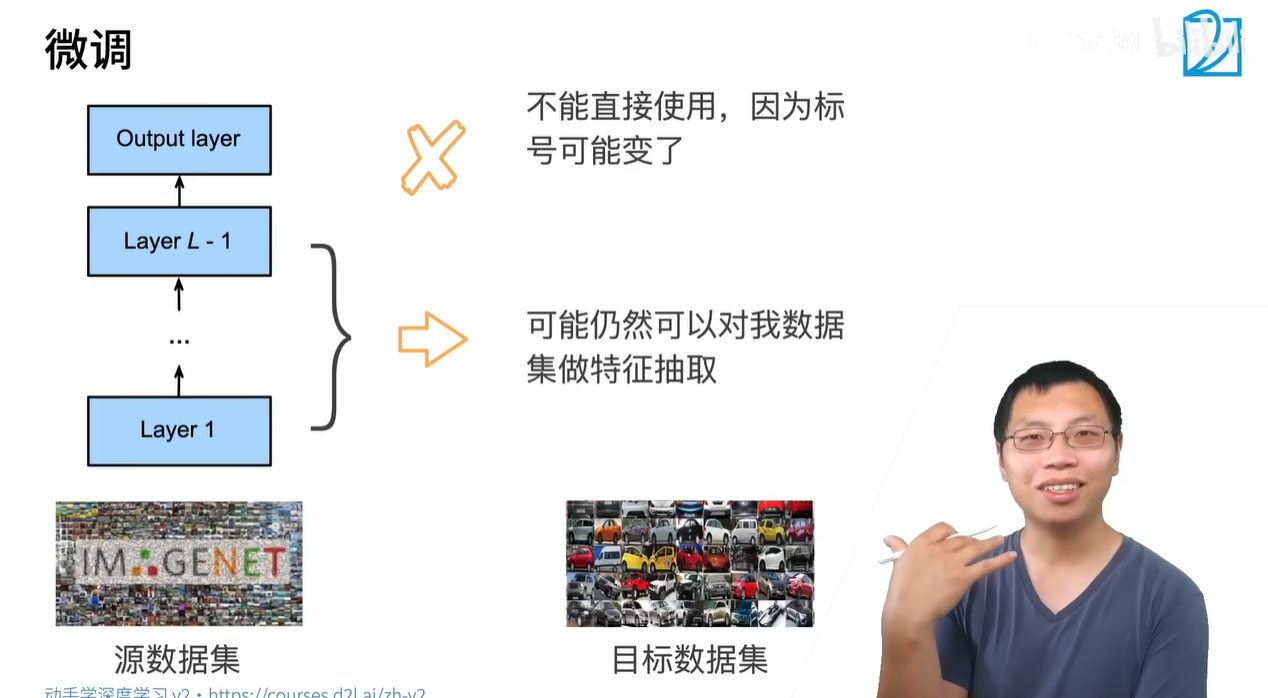 微调
Output layer
不能直接使用，因为标
号可能变了
Layer L - 1
...
可能仍然可以对我数据
集做特征抽取
Layer 1
IMAGENET
源数据集
目标数据集
动手学深度学习 v2 · https://courses.d2l.ai/zh-v2
bilibili